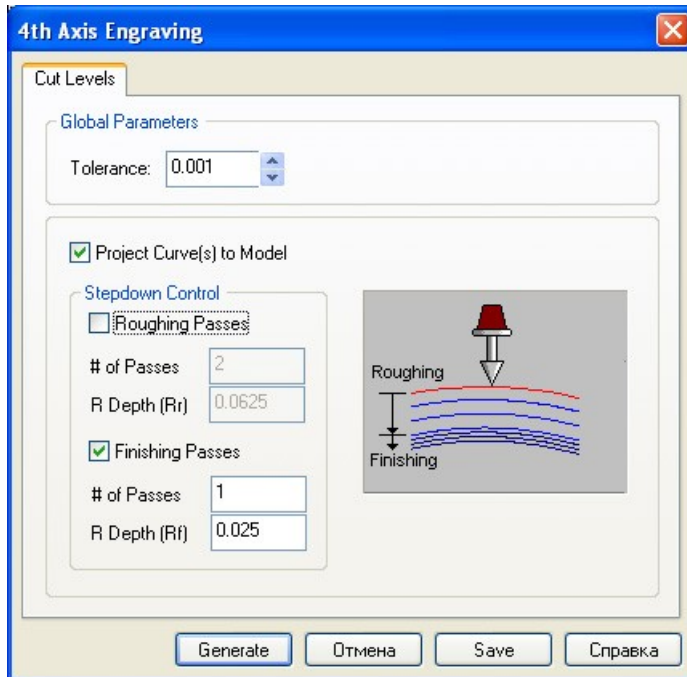 4th Axis Engraving
Cut Levels
Global Parameters
Tolerance: 0.001
Project Curve(s) to Model
Stepdown Control
Roughing Passes
# of Passes 2
R Depth (Rr) 0.0625
Finishing Passes
# of Passes 1
R Depth (Rf) 0.025
Roughing
Finishing
Generate Отмена Save Справка